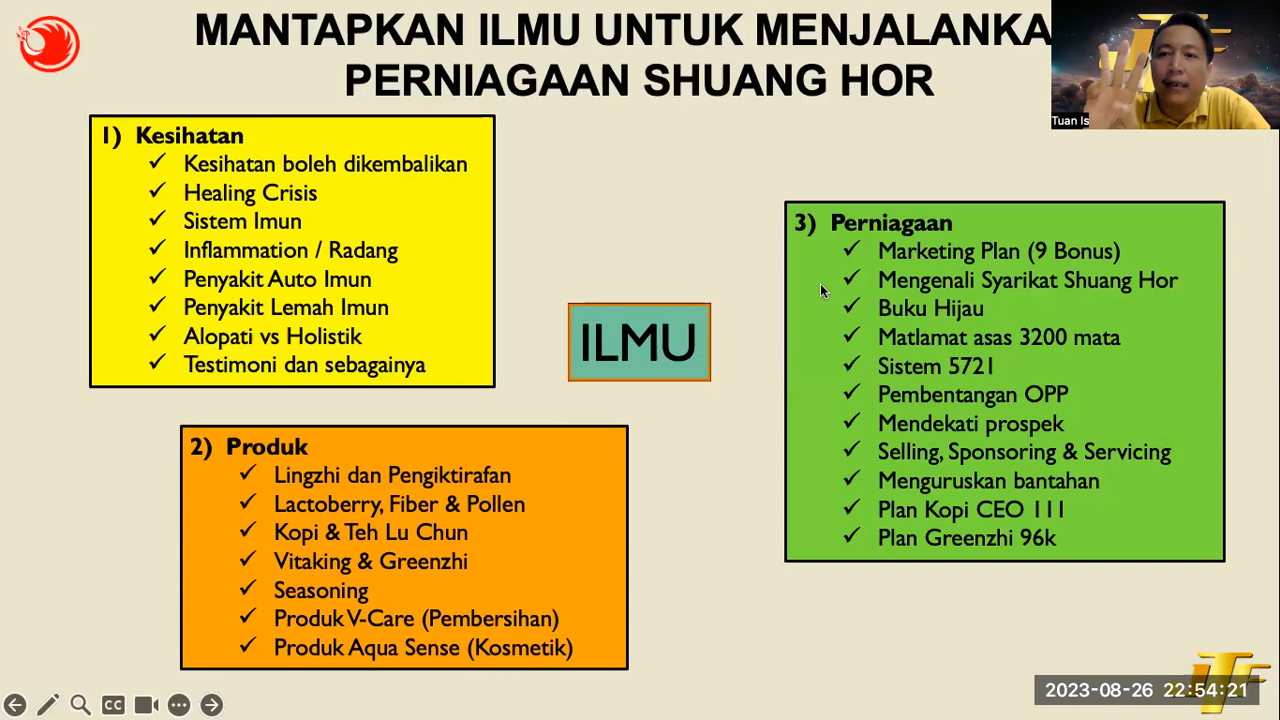 MANTAPKAN ILMU UNTUK MENJALANKA
PERNIAGAAN SHUANG HOR
Tuan Is
1) Kesihatan
✓ Kesihatan boleh dikembalikan
✓ Healing Crisis
✓ Sistem Imun
✓ Inflammation / Radang
✓ Penyakit Auto Imun
✓ Penyakit Lemah Imun
✓ Alopati vs Holistik
✓ Testimoni dan sebagainya
ILMU
2) Produk
✓ Lingzhi dan Pengiktirafan
✓ Lactoberry, Fiber & Pollen
✓ Kopi & Teh Lu Chun
✓ Vitaking & Greenzhi
✓ Seasoning
✓ Produk V-Care (Pembersihan)
✓ Produk Aqua Sense (Kosmetik)
3) Perniagaan
✓ Marketing Plan (9 Bonus)
✓ Mengenali Syarikat Shuang Hor
✓ Buku Hijau
✓ Matlamat asas 3200 mata
✓ Sistem 5721
✓ Pembentangan OPP
✓ Mendekati prospek
✓ Selling, Sponsoring & Servicing
✓ Menguruskan bantahan
✓ Plan Kopi CEO 111
✓ Plan Greenzhi 96k
CC
iTF
2023-08-26 22:54:21